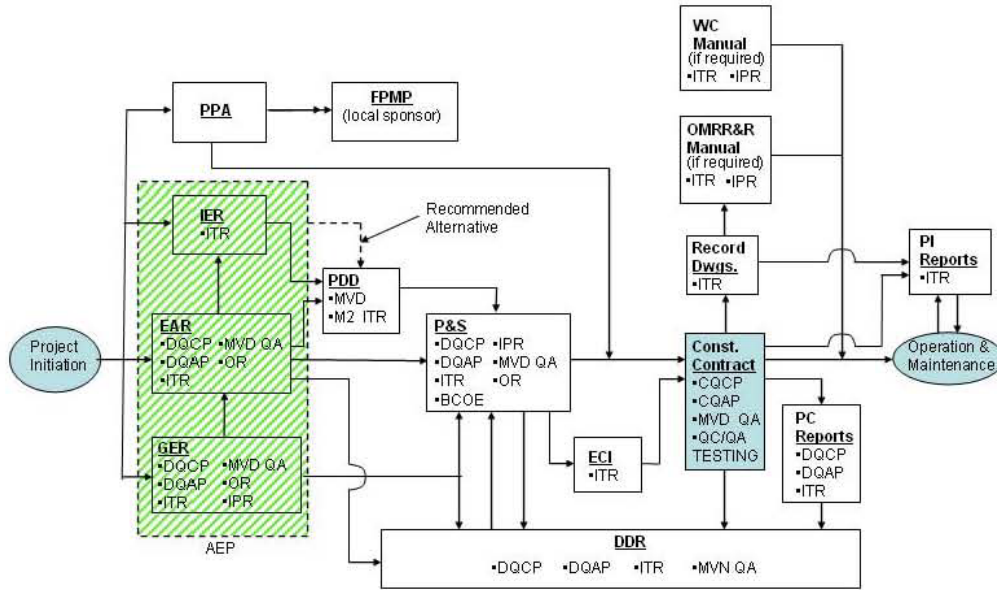 WC
Manual
(if required)
▪ITR ▪IPR
PPA
FPMP
(local sponsor)
OMRR&R
Manual
(if required)
▪ITR ▪IPR
IER
▪ITR
Recommended
Alternative
Record
Dwgs.
▪ITR
PI
Reports
▪ITR
PDD
▪MVD
▪M2 ITR
Project
Initiation
EAR
▪DQCP ▪MVD QA
▪DQAP ▪OR
▪ITR
P&S
▪DQCP ▪IPR
▪DQAP ▪MVD QA
▪ITR ▪OR
▪BCOE
Const.
Contract
▪CQCP
▪CQAP
▪MVD QA
▪QC/QA
TESTING
Operation &
Maintenance
GER
▪DQCP ▪MVD QA
▪DQAP ▪OR
▪ITR ▪IPR
ECI
▪ITR
PC
Reports
▪DQCP
▪DQAP
▪ITR
AEP
DDR
▪DQCP ▪DQAP ▪ITR ▪MVN QA